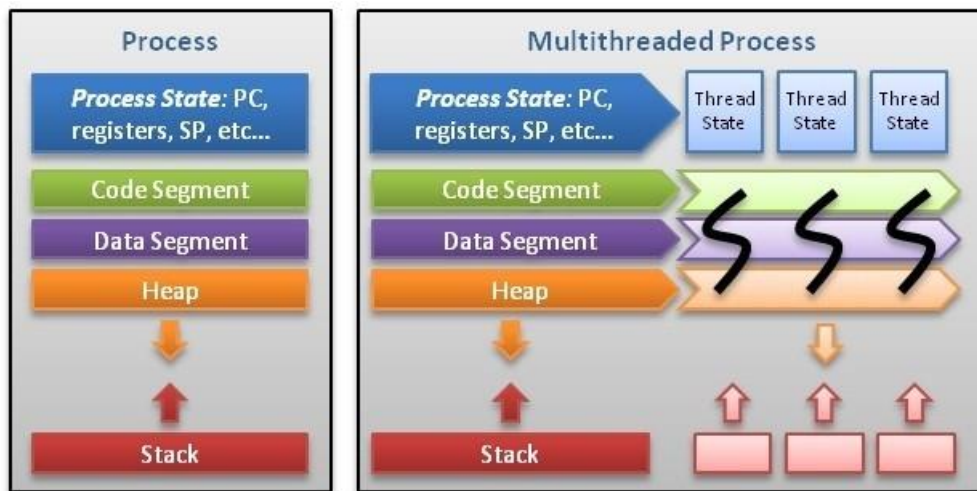 Process
Process State: PC,
registers, SP, etc...
Code Segment
Data Segment
Heap
Stack
Multithreaded Process
Process State: PC,
registers, SP, etc...
Thread
State
Thread
State
Thread
State
Code Segment
Data Segment
Heap
Stack